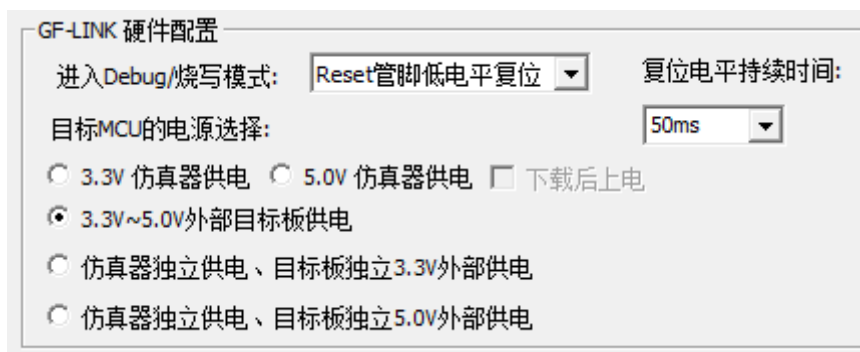 GF-LINK 硬件配置
进入Debug/烧写模式: Reset管脚低电平复位 复位电平持续时间:
目标MCU的电源选择: 50ms
3.3V 仿真器供电 5.0V 仿真器供电 下载后上电
3.3V~5.0V外部目标板供电
仿真器独立供电、目标板独立3.3V外部供电
仿真器独立供电、目标板独立5.0V外部供电